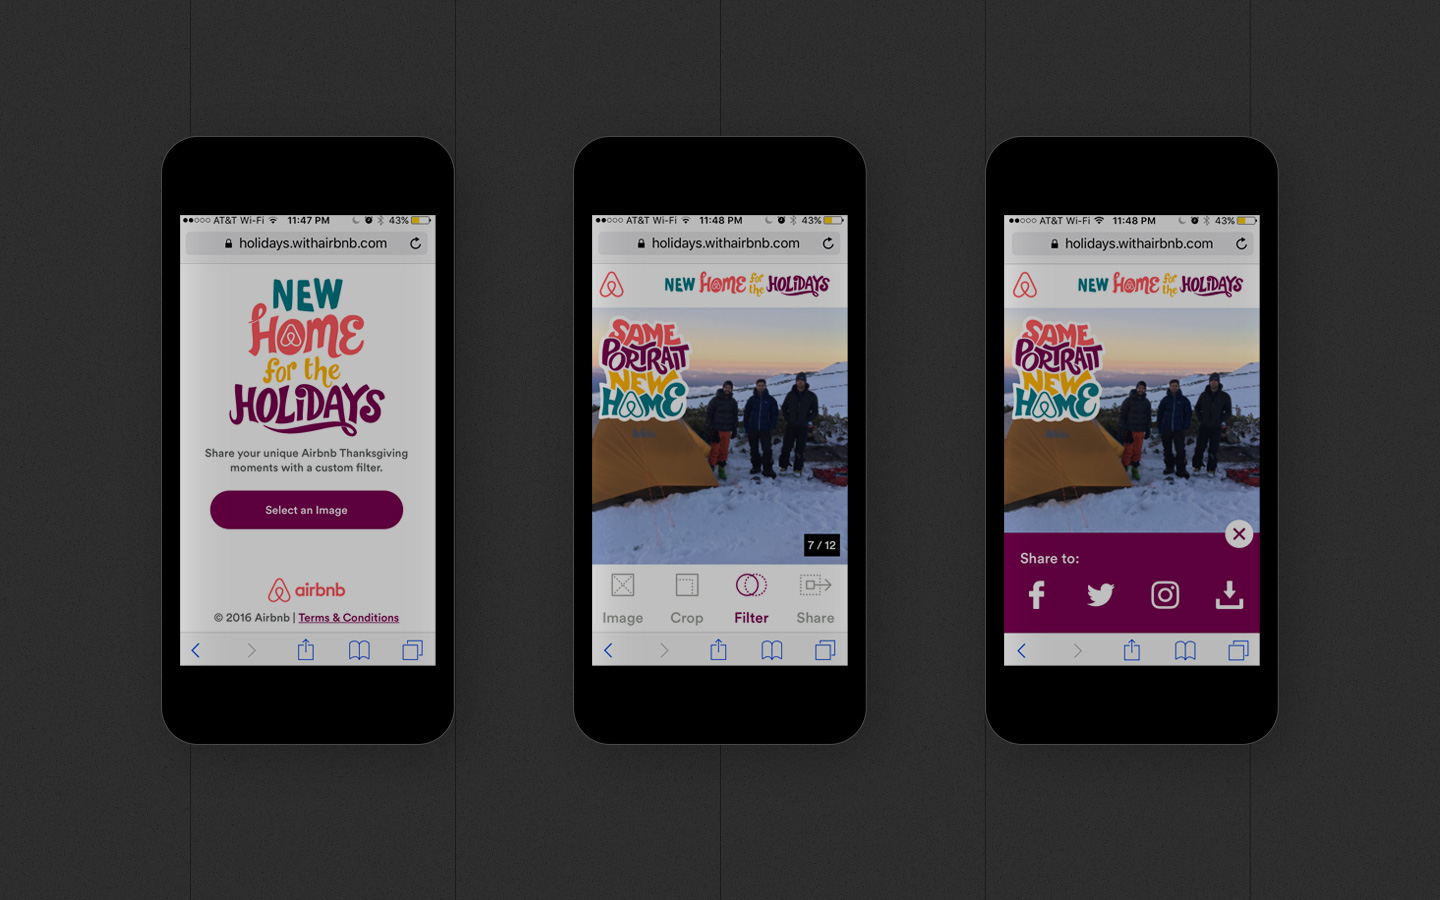 AT&T Wi-Fi 11:47 PM 43%
holidays.withairbnb.com
NEW
HOME
for the
HOLiDAYS
Share your unique Airbnb Thanksgiving
moments with a custom filter.
Select an Image
airbnb
© 2016 Airbnb | Terms & Conditions
AT&T Wi-Fi 11:48 PM 43%
holidays.withairbnb.com
NEW HOME for the HOLiDAYS
SAME
PORTRAIT
NEW
HOME
7 / 12
Image Crop Filter Share
AT&T Wi-Fi 11:48 PM 43%
holidays.withairbnb.com
NEW HOME for the HOLiDAYS
SAME
PORTRAIT
NEW
HOME
Share to: